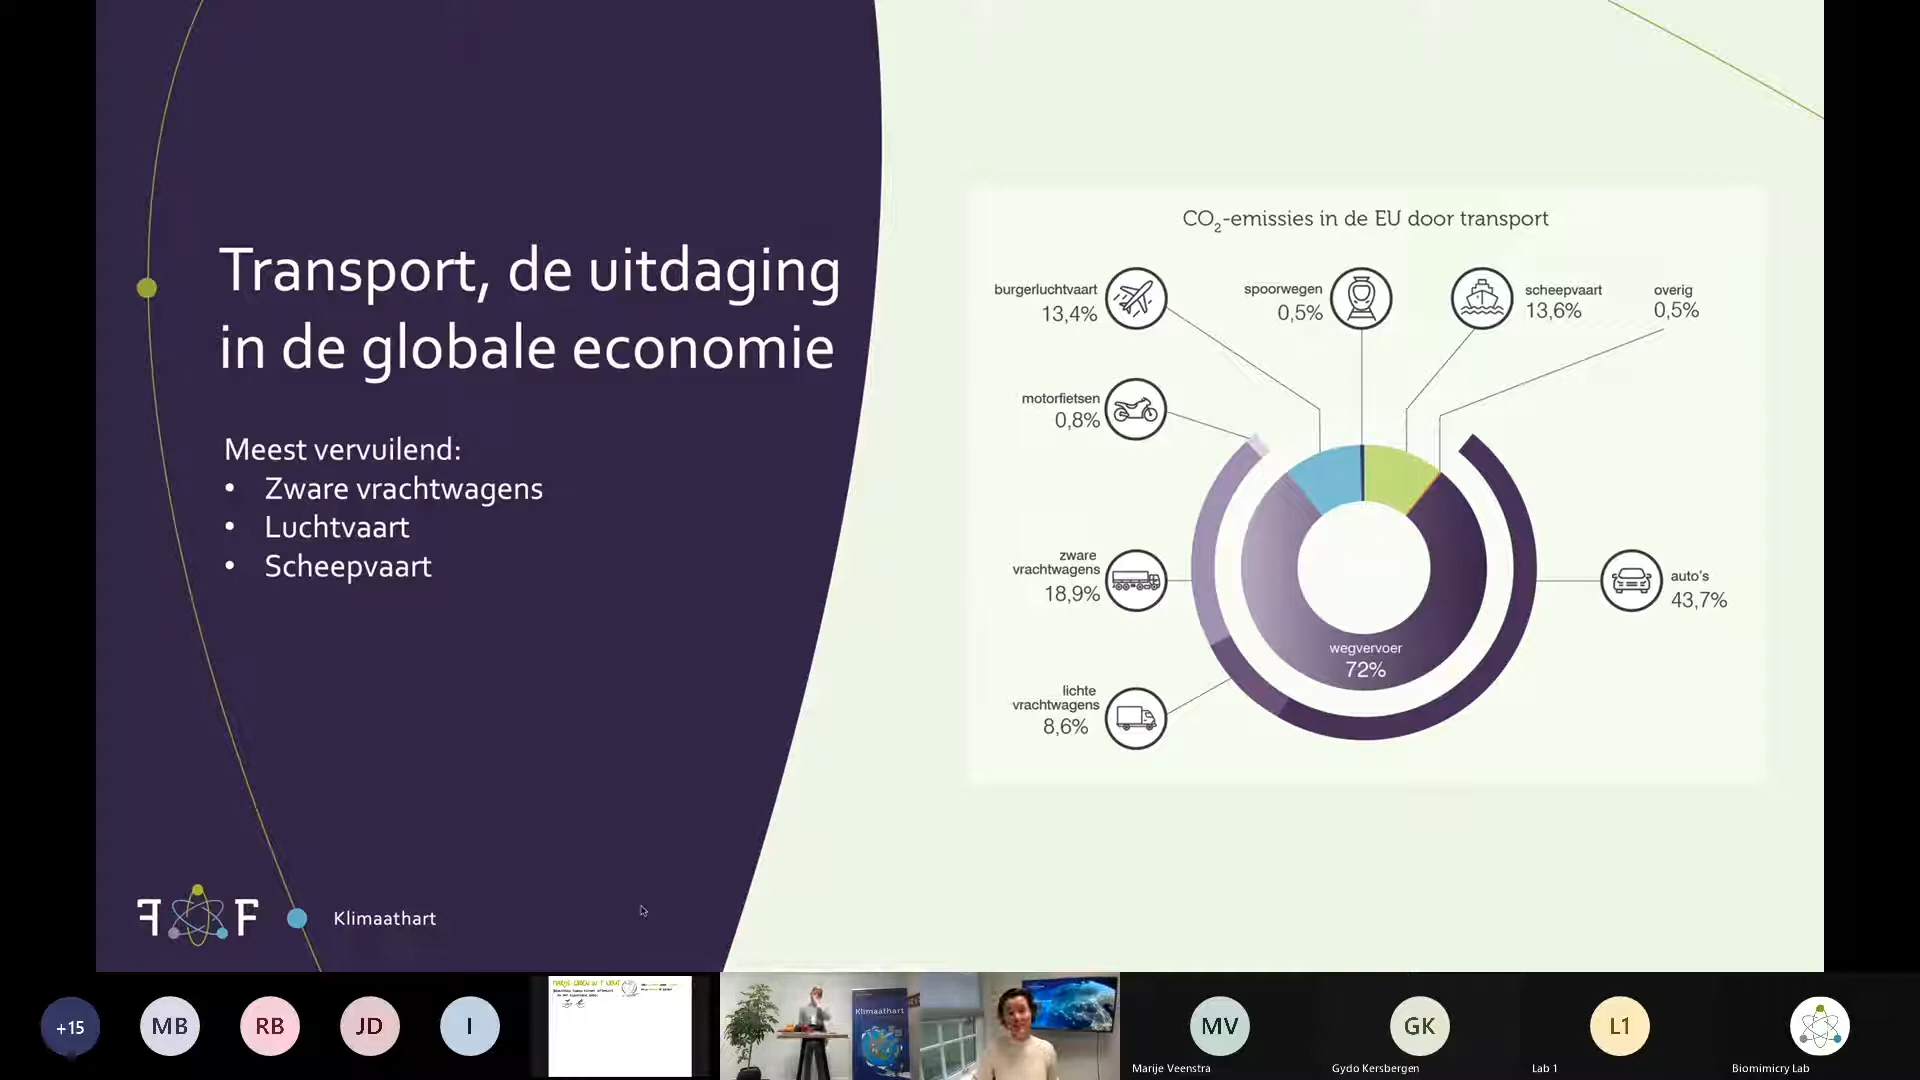 Transport, de uitdaging
in de globale economie
Meest vervuilend:
• Zware vrachtwagens
• Luchtvaart
• Scheepvaart
F F
Klimaathart
CO₂-emissies in de EU door transport
burgerluchtvaart
13,4%
spoorwegen
0,5%
scheepvaart
13,6%
overig
0,5%
motorfietsen
0,8%
zware
vrachtwagens
18,9%
auto's
43,7%
wegvervoer
72%
lichte
vrachtwagens
8,6%
+15
MB
RB
JD
I
Klimaathart
MV
Marije Veenstra
GK
Gydo Kersbergen
L1
Lab 1
Biomimicry Lab